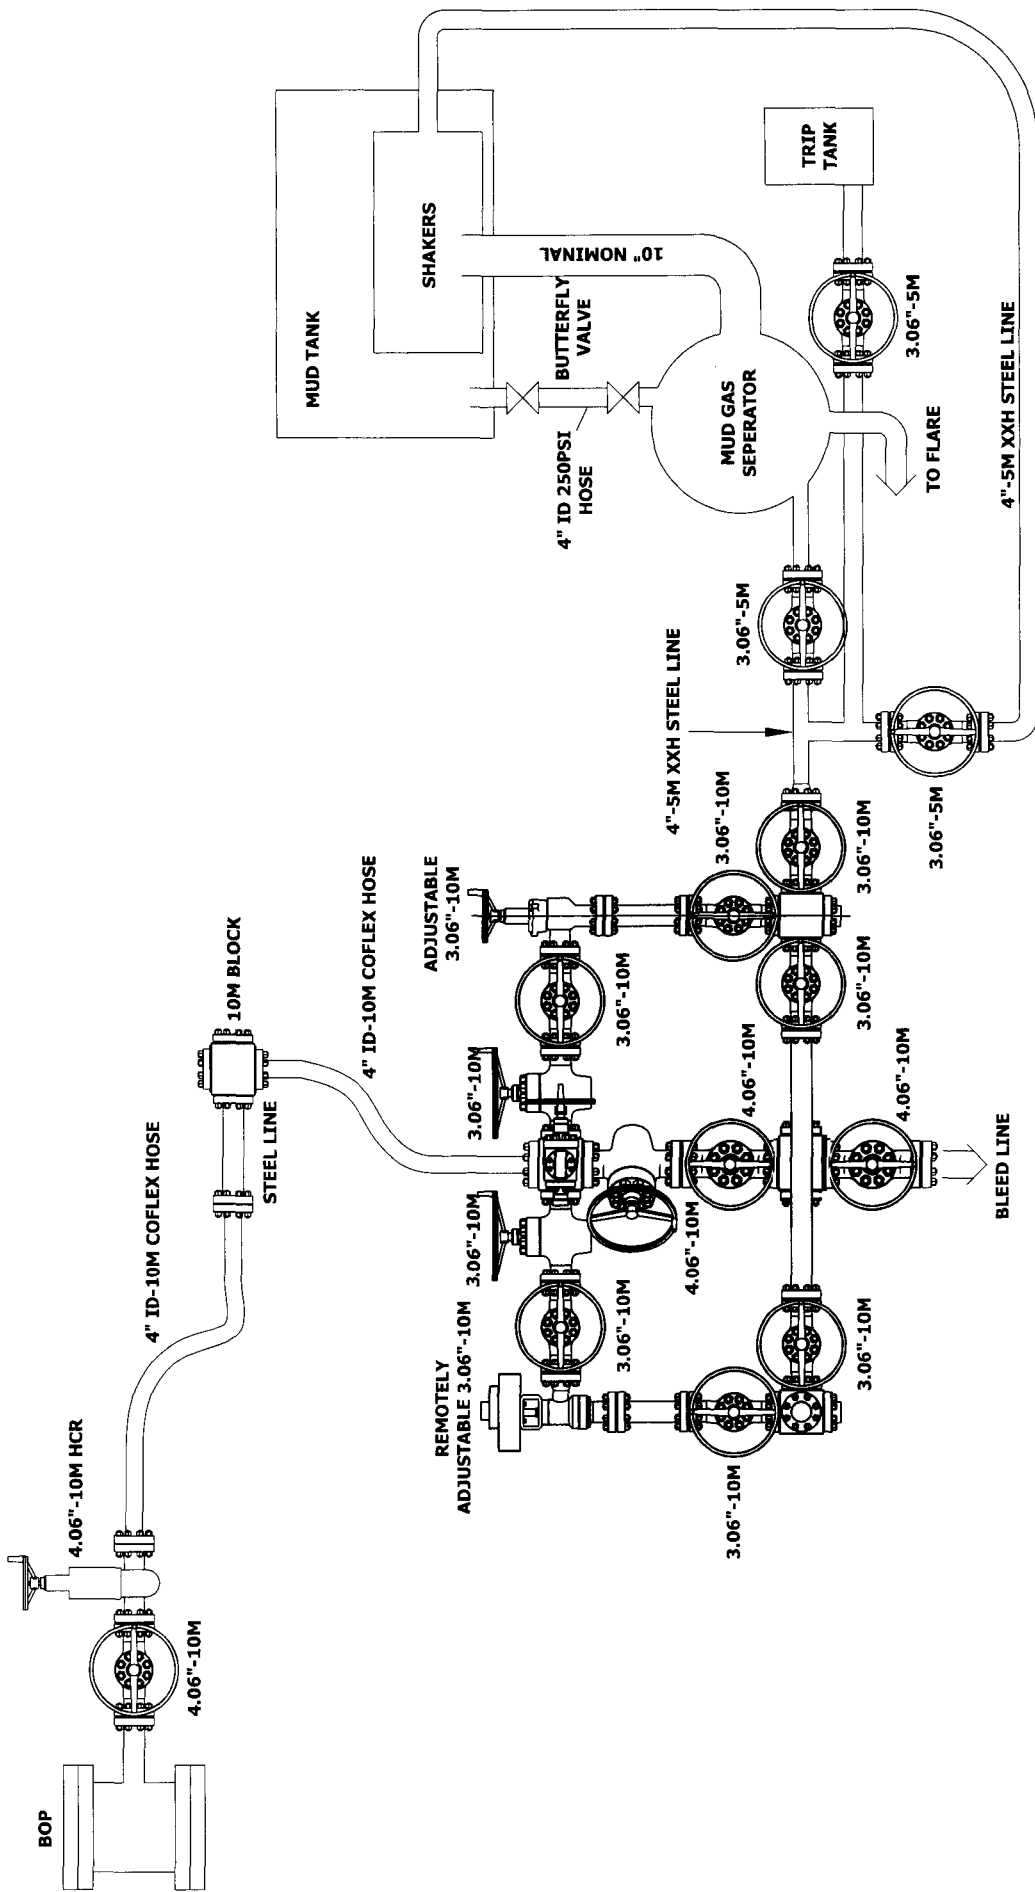 BOP
4.06"-10M
4.06"-10M HCR
4" ID-10M COFLEX HOSE
STEEL LINE
10M BLOCK
4" ID-10M COFLEX HOSE
REMOTELY
ADJUSTABLE 3.06"-10M
3.06"-10M
3.06"-10M
3.06"-10M
3.06"-10M
ADJUSTABLE
3.06"-10M
3.06"-10M
3.06"-10M
4.06"-10M
4.06"-10M
4.06"-10M
BLEED LINE
3.06"-10M
3.06"-10M
3.06"-10M
4"-5M XXH STEEL LINE
3.06"-5M
3.06"-5M
3.06"-5M
4"-5M XXH STEEL LINE
MUD TANK
SHAKERS
10" NOMINAL
BUTTERFLY
VALVE
4" ID 250PSI
HOSE
MUD GAS
SEPERATOR
TO FLARE
TRIP
TANK